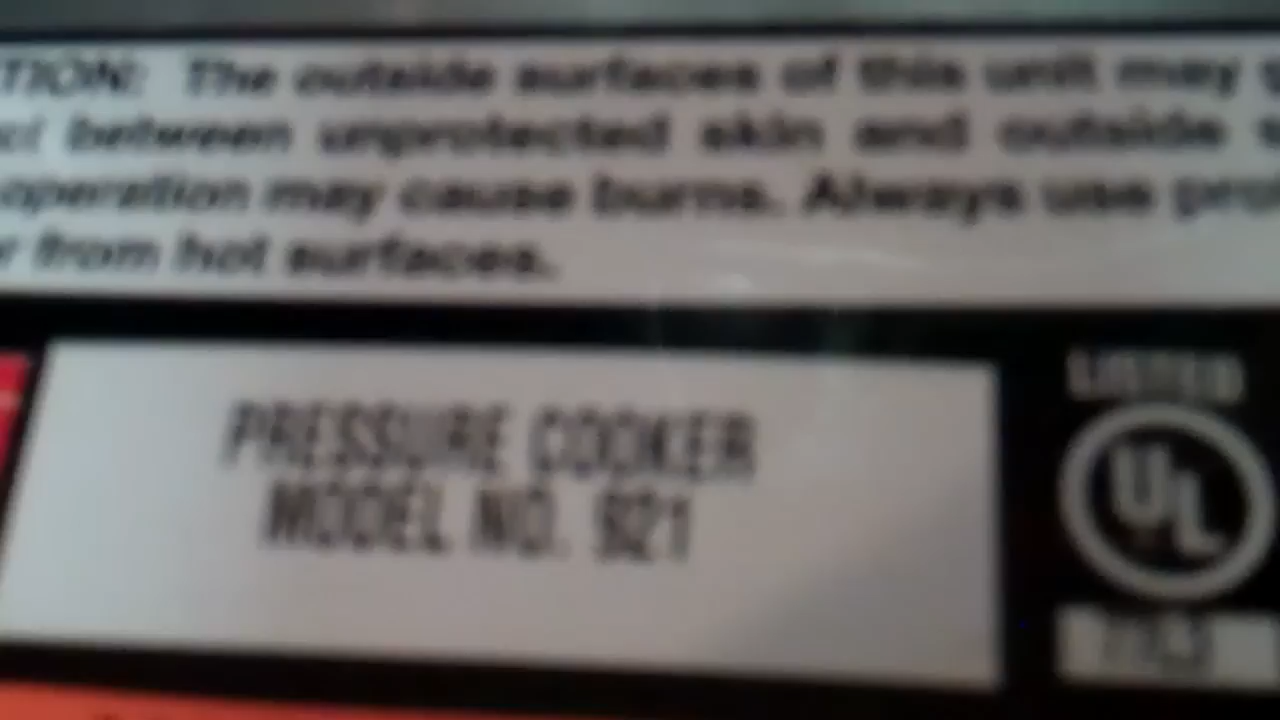 TION: The outside surfaces of this unit may
between unprotected skin and outside
operation may cause burns. Always use pro
r from hot surfaces.
PRESSURE COOKER
MODEL NO. 921
LISTED
UL